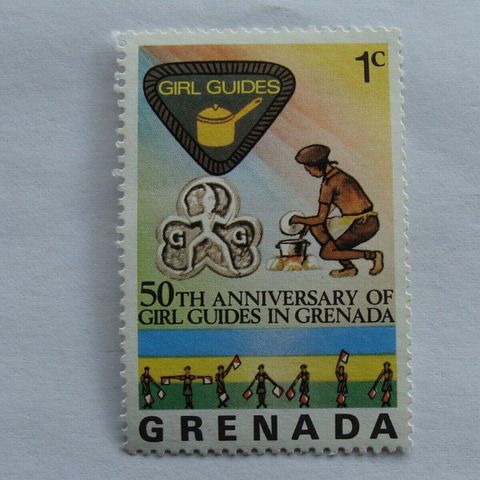 1c
GIRL GUIDES
G G
50TH ANNIVERSARY OF
GIRL GUIDES IN GRENADA
GRENADA